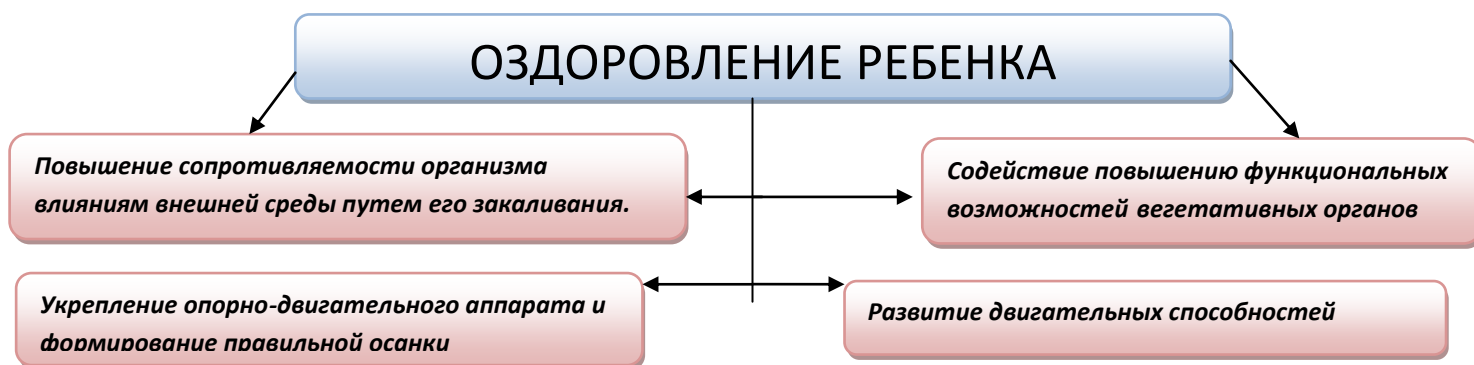 ОЗДОРОВЛЕНИЕ РЕБЕНКА
Повышение сопротивляемости организма
влияниям внешней среды путем его закаливания.
Содействие повышению функциональных
возможностей вегетативных органов
Укрепление опорно-двигательного аппарата и
формирование правильной осанки
Развитие двигательных способностей